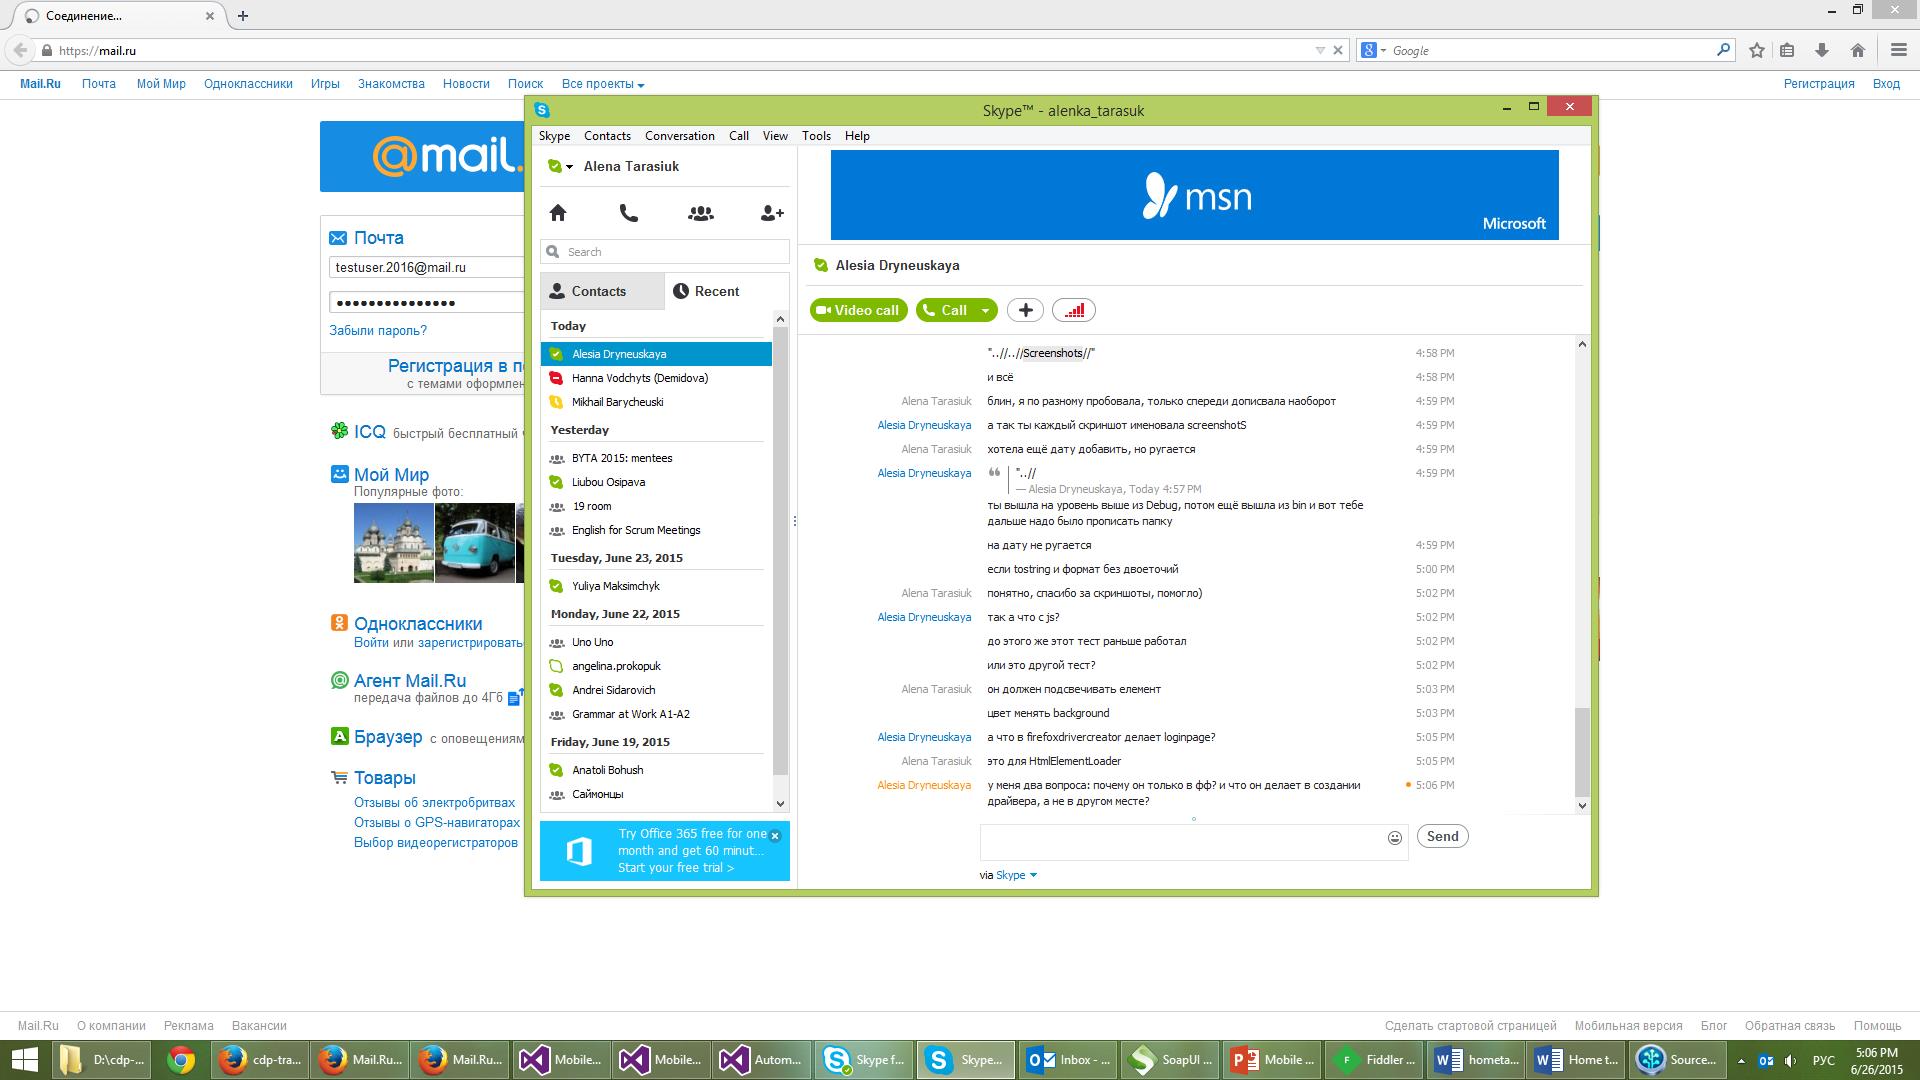 Соединение...
https://mail.ru
Google
Mail.Ru Почта Мой Мир Одноклассники Игры Знакомства Новости Поиск Все проекты
Регистрация Вход
@mail.
Почта
testuser.2016@mail.ru
Забыли пароль?
Регистрация в п
с темами оформле
ICQ быстрый бесплатный
Мой Мир
Популярные фото:
Одноклассники
Войти или зарегистрировать
Агент Mail.Ru
передача файлов до 4Гб
Браузер с оповещениям
Товары
Отзывы об электробритвах
Отзывы о GPS-навигаторах
Выбор видеорегистраторов
Skype™ - alenka_tarasuk
Skype Contacts Conversation Call View Tools Help
Alena Tarasiuk
Search
Contacts Recent
Today
Alesia Dryneuskaya
Hanna Vodchyts (Demidova)
Mikhail Barycheuski
Yesterday
BYTA 2015: mentees
Liubou Osipava
19 room
English for Scrum Meetings
Tuesday, June 23, 2015
Yuliya Maksimchyk
Monday, June 22, 2015
Uno Uno
angelina.prokopuk
Andrei Sidarovich
Grammar at Work A1-A2
Friday, June 19, 2015
Anatoli Bohush
Саймонцы
Try Office 365 free for one
month and get 60 minut...
Start your free trial >
msn
Microsoft
Alesia Dryneuskaya
Video call Call
"..//..//Screenshots//" 4:58 PM
и всё 4:58 PM
Alena Tarasiuk блин, я по разному пробовала, только спереди дописвала наоборот 4:59 PM
Alesia Dryneuskaya а так ты каждый скриншот именовала screenshotS 4:59 PM
Alena Tarasiuk хотела ещё дату добавить, но ругается 4:59 PM
Alesia Dryneuskaya "..// 4:59 PM
— Alesia Dryneuskaya, Today 4:57 PM
ты вышла на уровень выше из Debug, потом ещё вышла из bin и вот тебе
дальше надо было прописать папку
на дату не ругается 4:59 PM
если tostring и формат без двоеточий 5:00 PM
Alena Tarasiuk понятно, спасибо за скриншоты, помогло) 5:02 PM
Alesia Dryneuskaya так а что с js? 5:02 PM
до этого же этот тест раньше работал 5:02 PM
или это другой тест? 5:02 PM
Alena Tarasiuk он должен подсвечивать елемент 5:03 PM
цвет менять background 5:03 PM
Alesia Dryneuskaya а что в firefoxdrivercreator делает loginpage? 5:05 PM
Alena Tarasiuk это для HtmlElementLoader 5:05 PM
Alesia Dryneuskaya у меня два вопроса: почему он только в фф? и что он делает в создании 5:06 PM
драйвера, а не в другом месте?
Send
via Skype
Mail.Ru О компании Реклама Вакансии
Сделать стартовой страницей Мобильная версия Блог Обратная связь Помощь
D:\cdp-... cdp-tra... Mail.Ru... Mail.Ru... Mobile... Mobile... Autom... Skype f... Skype... Inbox - ... SoapUI ... Mobile ... Fiddler ... hometa... Home t... Source... РУС
5:06 PM
6/26/2015